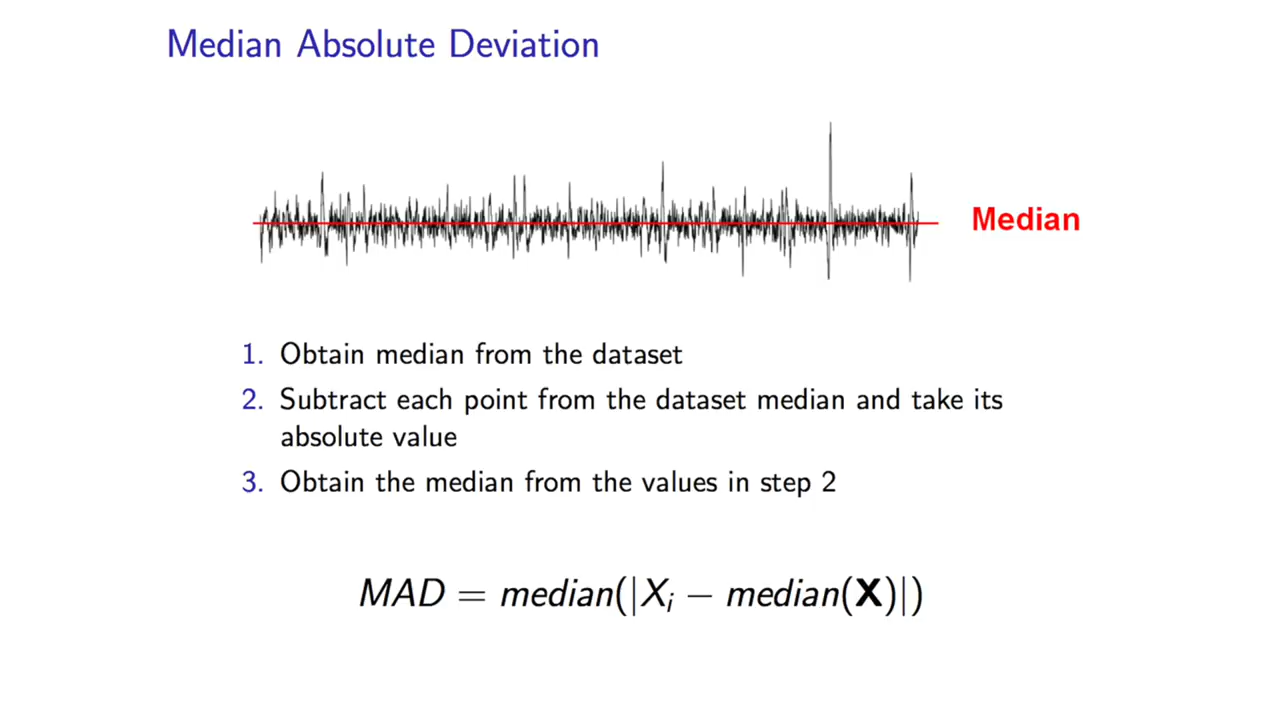 Median Absolute Deviation
Median
1. Obtain median from the dataset
2. Subtract each point from the dataset median and take its
absolute value
3. Obtain the median from the values in step 2
MAD = median(|Xᵢ − median(X)|)